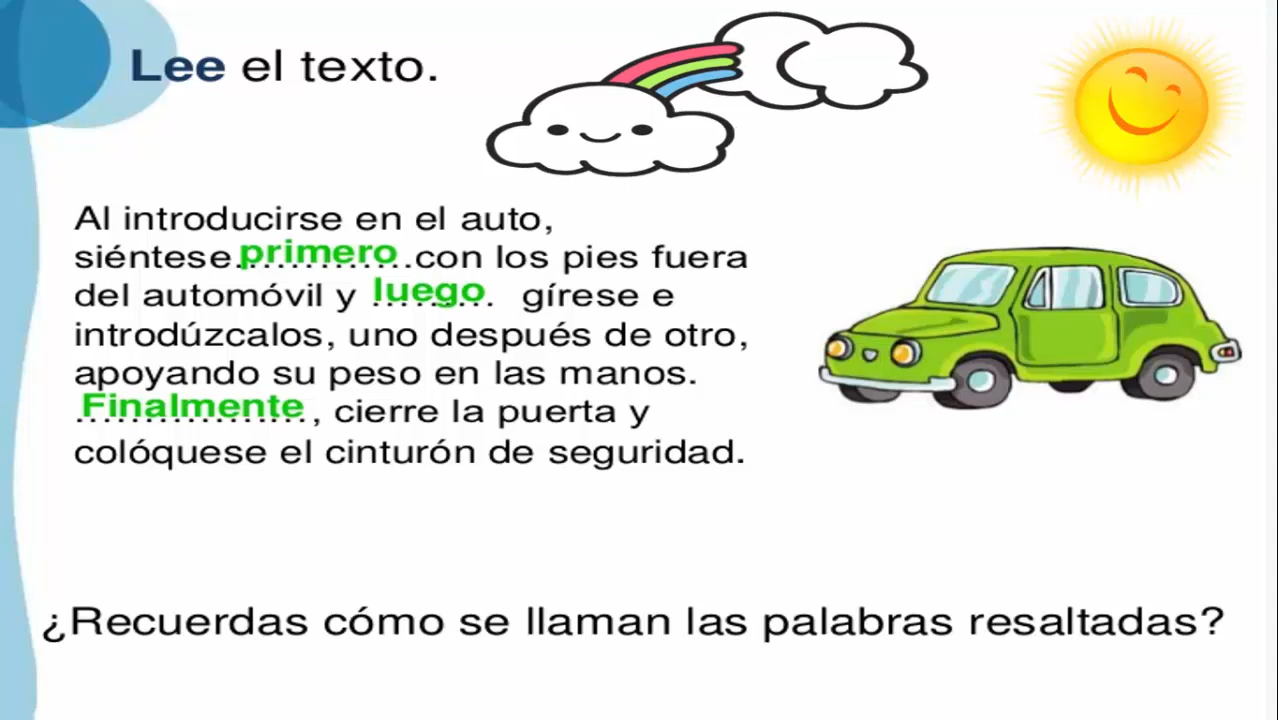 Lee el texto.
Al introducirse en el auto,
siéntese.primero.con los pies fuera
del automóvil y luego. gírese e
introdúzcalos, uno después de otro,
apoyando su peso en las manos.
Finalmente, cierre la puerta y
colóquese el cinturón de seguridad.
¿Recuerdas cómo se llaman las palabras resaltadas?